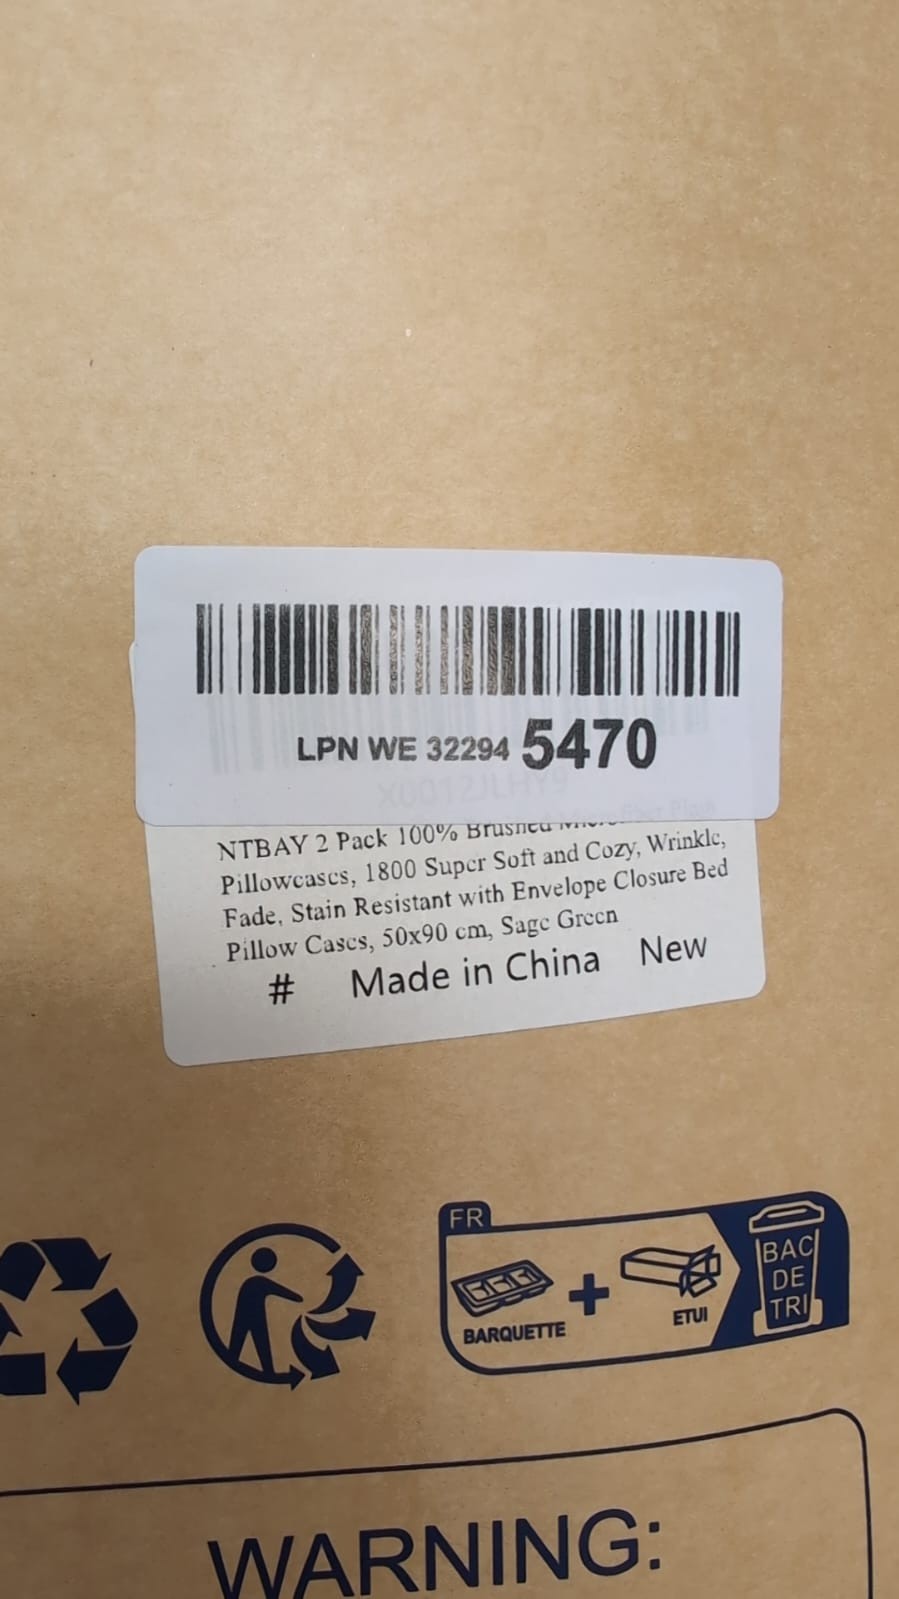 LPN WE 32294 5470
X0012JLHY9
NTBAY 2 Pack 100% Brushed Microfiber Plain
Pillowcases, 1800 Super Soft and Cozy, Wrinkle,
Fade, Stain Resistant with Envelope Closure Bed
Pillow Cases, 50x90 cm, Sage Green
# Made in China New
FR
BARQUETTE + ETUI
BAC
DE
TRI
WARNING: